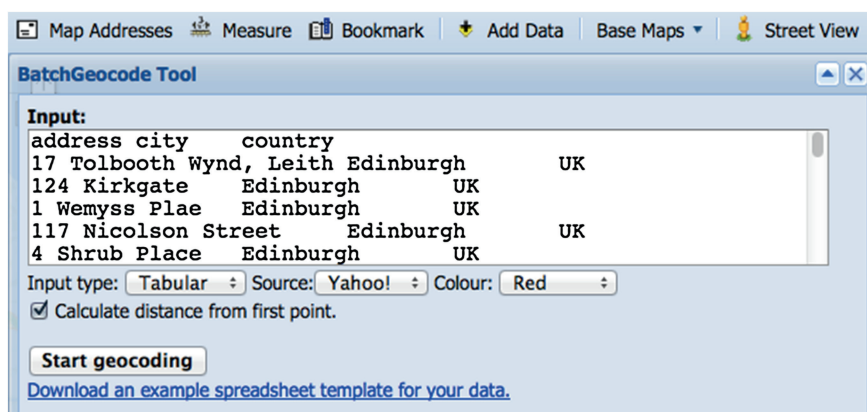 Map Addresses Measure Bookmark Add Data Base Maps Street View
BatchGeocode Tool
Input:
address city country
17 Tolbooth Wynd, Leith Edinburgh UK
124 Kirkgate Edinburgh UK
1 Wemyss Plae Edinburgh UK
117 Nicolson Street Edinburgh UK
4 Shrub Place Edinburgh UK
Input type: Tabular Source: Yahoo! Colour: Red
Calculate distance from first point.
Start geocoding
Download an example spreadsheet template for your data.